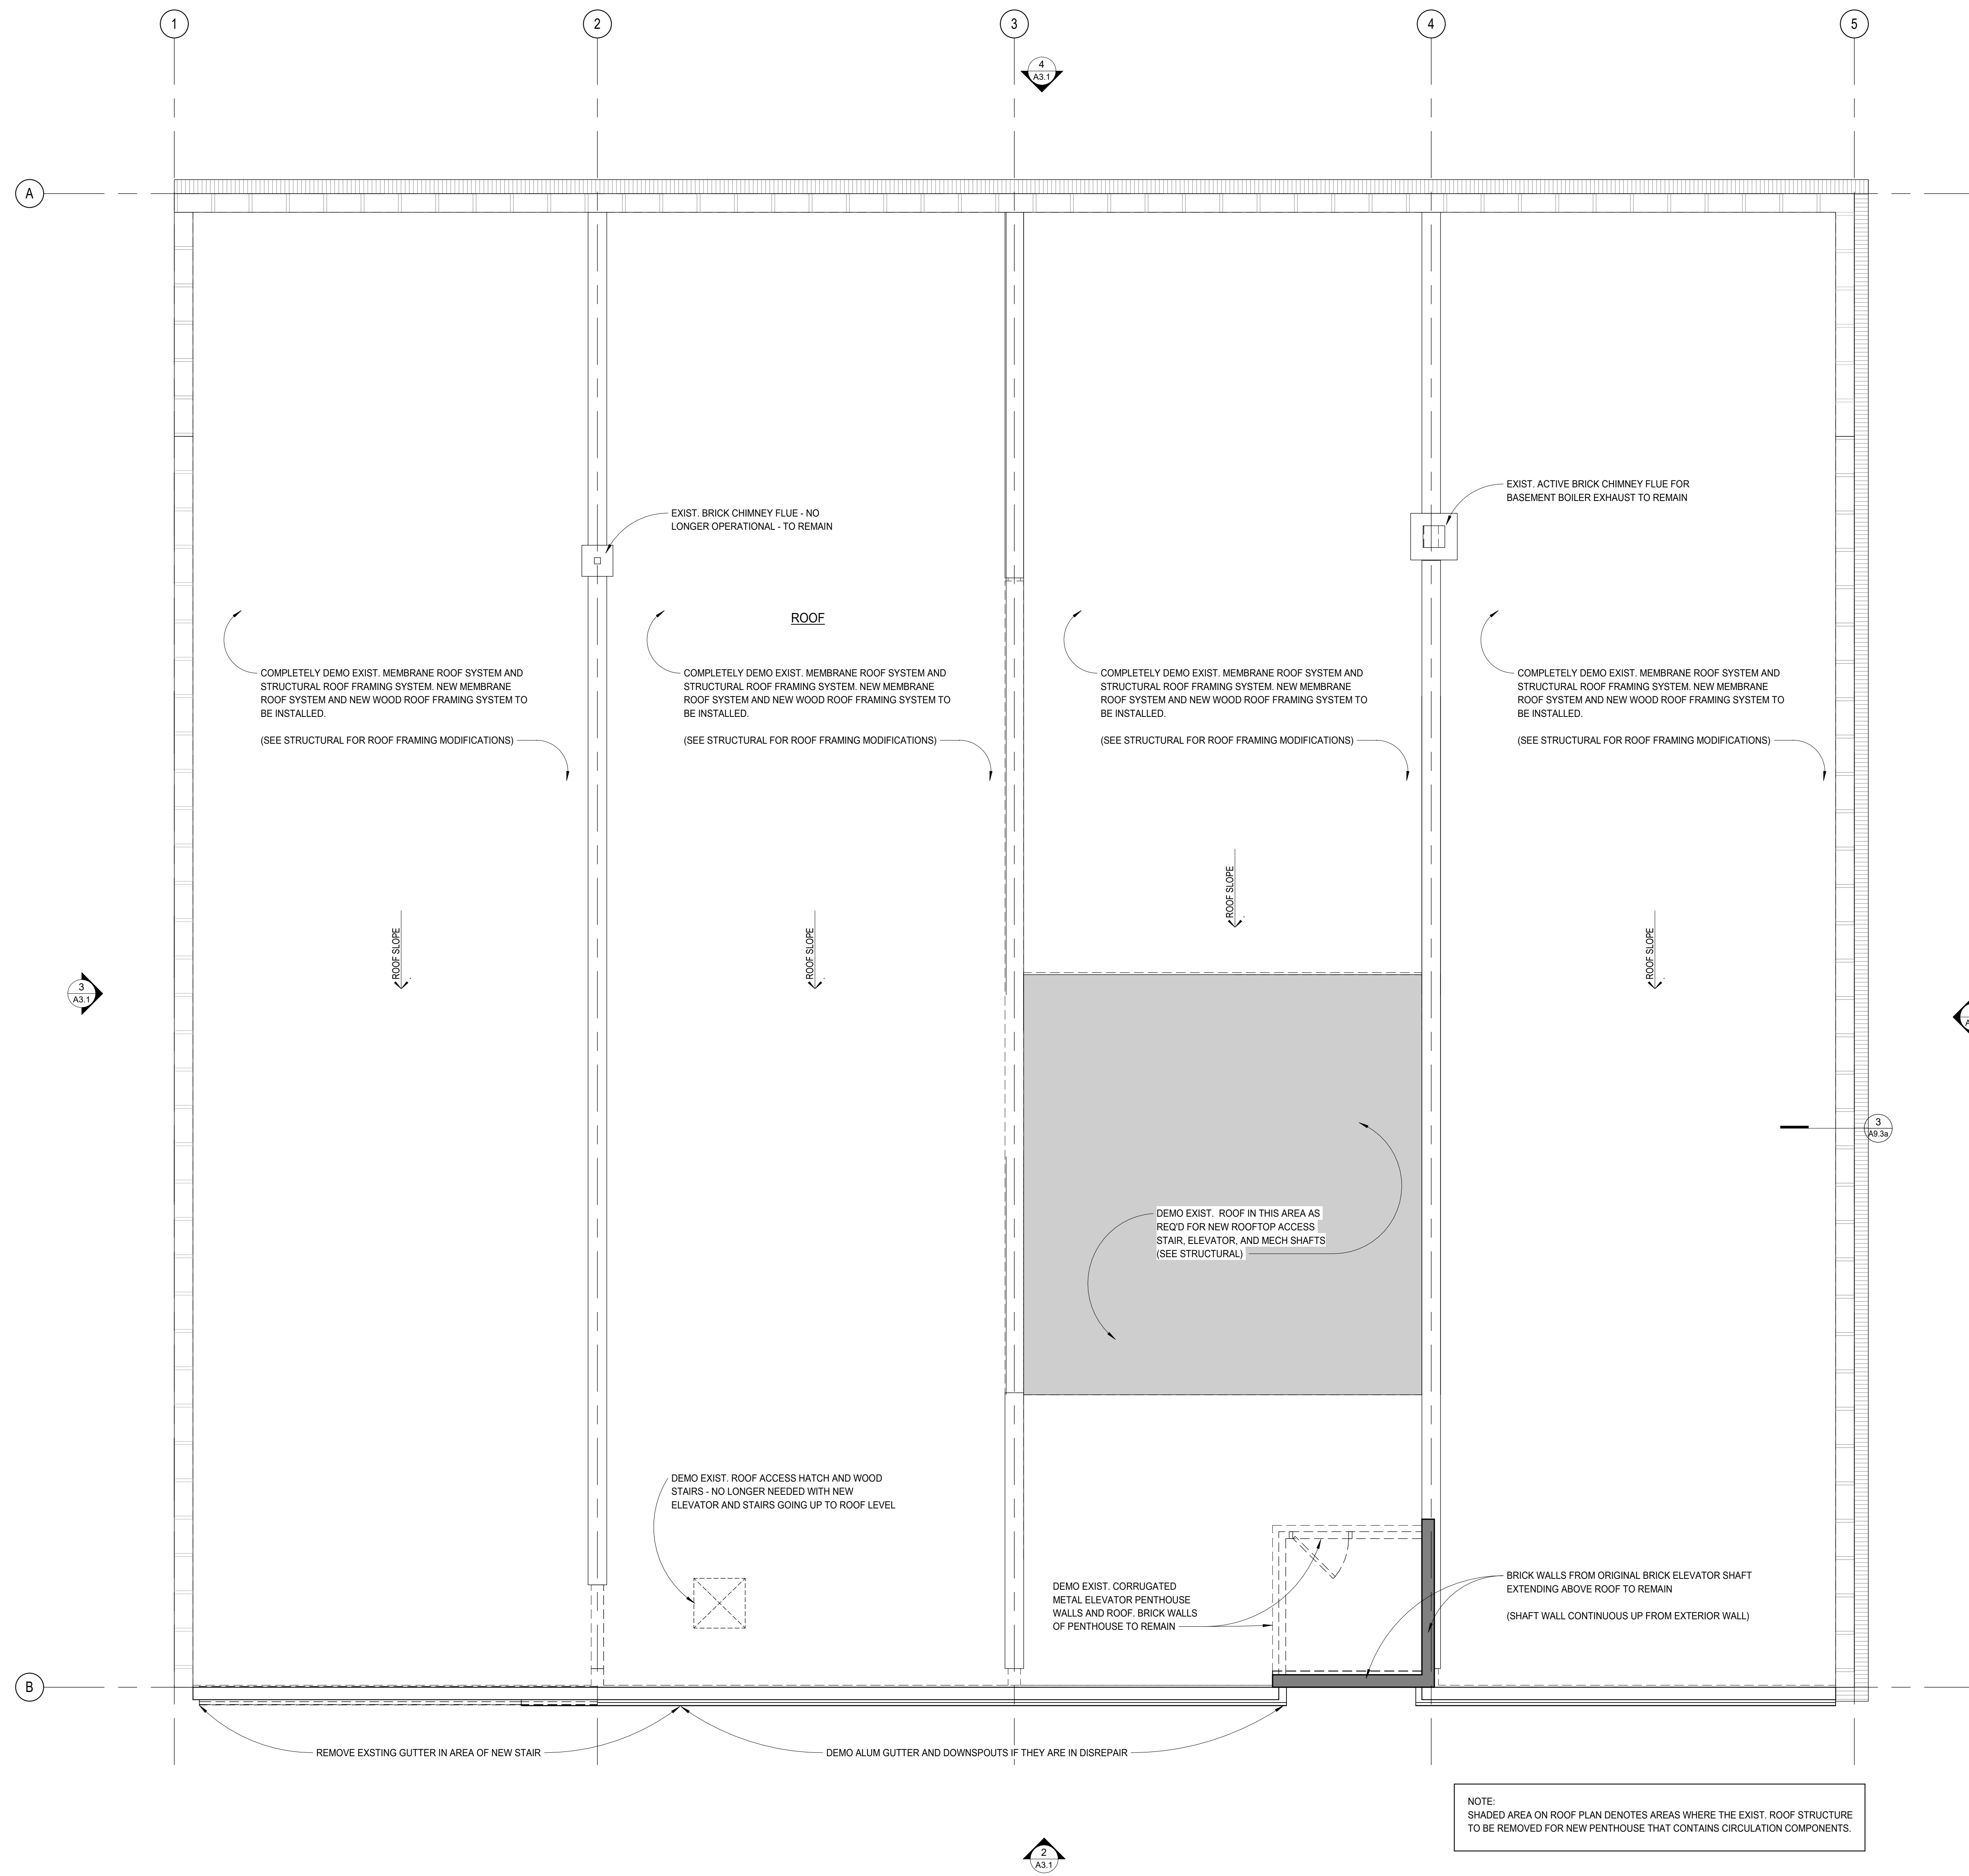 1
2
3
4
5
4
A3.1
A
EXIST. ACTIVE BRICK CHIMNEY FLUE FOR
BASEMENT BOILER EXHAUST TO REMAIN
EXIST. BRICK CHIMNEY FLUE - NO
LONGER OPERATIONAL - TO REMAIN
ROOF
COMPLETELY DEMO EXIST. MEMBRANE ROOF SYSTEM AND
STRUCTURAL ROOF FRAMING SYSTEM. NEW MEMBRANE
ROOF SYSTEM AND NEW WOOD ROOF FRAMING SYSTEM TO
BE INSTALLED.
(SEE STRUCTURAL FOR ROOF FRAMING MODIFICATIONS)
COMPLETELY DEMO EXIST. MEMBRANE ROOF SYSTEM AND
STRUCTURAL ROOF FRAMING SYSTEM. NEW MEMBRANE
ROOF SYSTEM AND NEW WOOD ROOF FRAMING SYSTEM TO
BE INSTALLED.
(SEE STRUCTURAL FOR ROOF FRAMING MODIFICATIONS)
COMPLETELY DEMO EXIST. MEMBRANE ROOF SYSTEM AND
STRUCTURAL ROOF FRAMING SYSTEM. NEW MEMBRANE
ROOF SYSTEM AND NEW WOOD ROOF FRAMING SYSTEM TO
BE INSTALLED.
(SEE STRUCTURAL FOR ROOF FRAMING MODIFICATIONS)
COMPLETELY DEMO EXIST. MEMBRANE ROOF SYSTEM AND
STRUCTURAL ROOF FRAMING SYSTEM. NEW MEMBRANE
ROOF SYSTEM AND NEW WOOD ROOF FRAMING SYSTEM TO
BE INSTALLED.
(SEE STRUCTURAL FOR ROOF FRAMING MODIFICATIONS)
ROOF SLOPE
ROOF SLOPE
ROOF SLOPE
ROOF SLOPE
3
A3.1
A
3
A9.3a
DEMO EXIST. ROOF IN THIS AREA AS
REQ'D FOR NEW ROOFTOP ACCESS
STAIR, ELEVATOR, AND MECH SHAFTS
(SEE STRUCTURAL)
DEMO EXIST. ROOF ACCESS HATCH AND WOOD
STAIRS - NO LONGER NEEDED WITH NEW
ELEVATOR AND STAIRS GOING UP TO ROOF LEVEL
DEMO EXIST. CORRUGATED
METAL ELEVATOR PENTHOUSE
WALLS AND ROOF. BRICK WALLS
OF PENTHOUSE TO REMAIN
BRICK WALLS FROM ORIGINAL BRICK ELEVATOR SHAFT
EXTENDING ABOVE ROOF TO REMAIN
(SHAFT WALL CONTINUOUS UP FROM EXTERIOR WALL)
B
REMOVE EXSTING GUTTER IN AREA OF NEW STAIR
DEMO ALUM GUTTER AND DOWNSPOUTS IF THEY ARE IN DISREPAIR
NOTE:
SHADED AREA ON ROOF PLAN DENOTES AREAS WHERE THE EXIST. ROOF STRUCTURE
TO BE REMOVED FOR NEW PENTHOUSE THAT CONTAINS CIRCULATION COMPONENTS.
2
A3.1